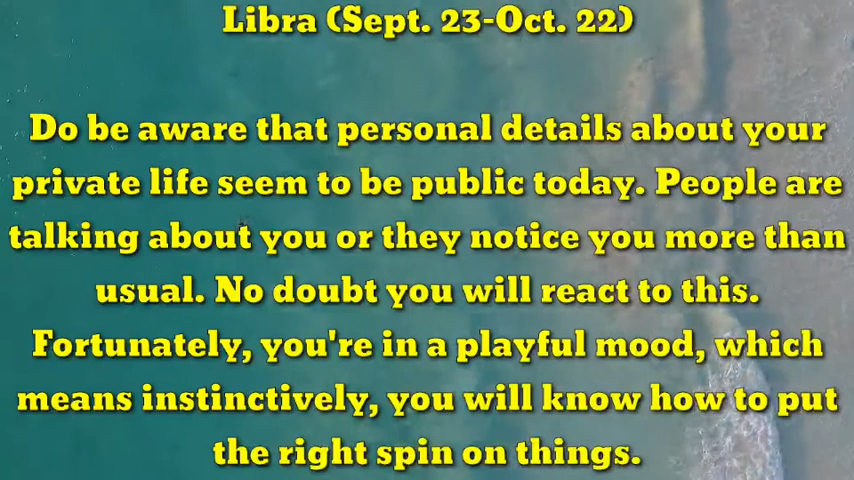 Libra (Sept. 23-Oct. 22)
Do be aware that personal details about your
private life seem to be public today. People are
talking about you or they notice you more than
usual. No doubt you will react to this.
Fortunately, you're in a playful mood, which
means instinctively, you will know how to put
the right spin on things.